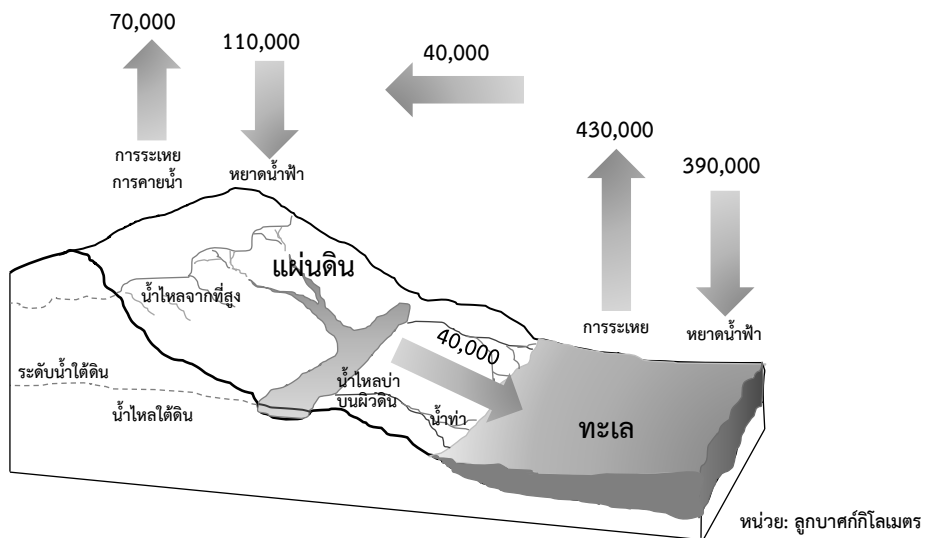 70,000
110,000
40,000
430,000
390,000
การระเหย
การคายน้ำ
หยาดน้ำฟ้า
แผ่นดิน
น้ำไหลจากที่สูง
การระเหย
หยาดน้ำฟ้า
40,000
ระดับน้ำใต้ดิน
น้ำไหลบ่า
บนผิวดิน
น้ำไหลใต้ดิน
น้ำท่า
ทะเล
หน่วย: ลูกบาศก์กิโลเมตร